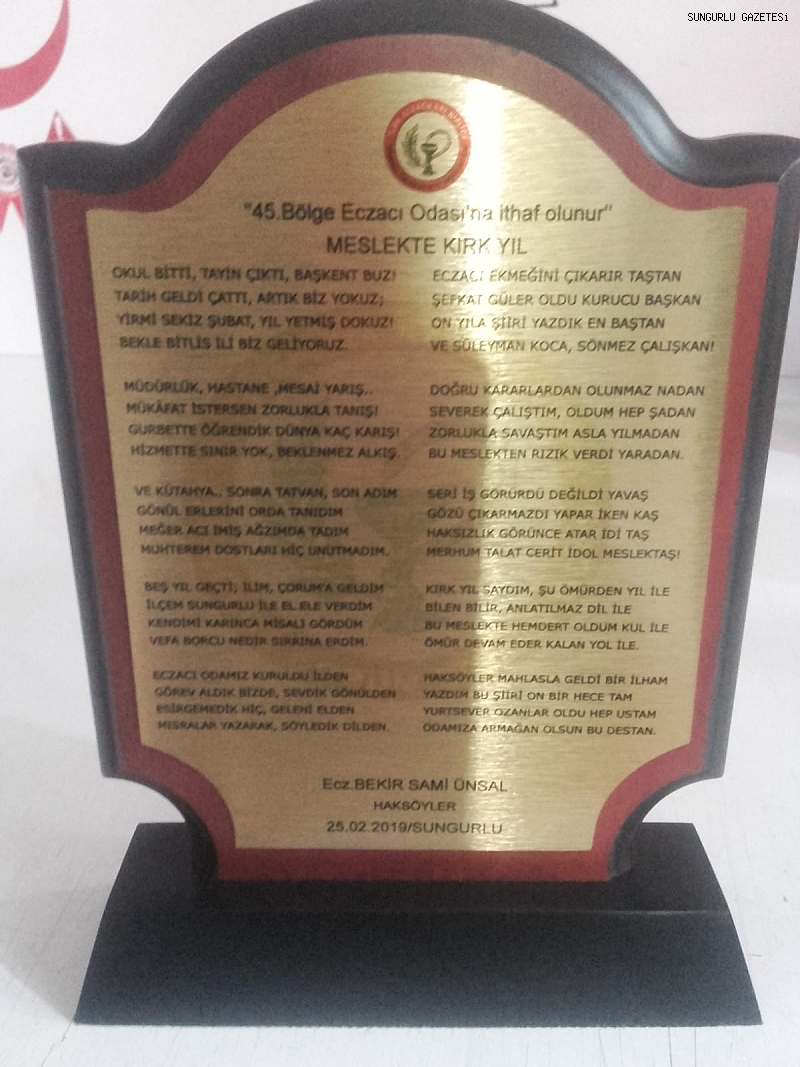 SUNGURLU GAZETESİ
"45.Bölge Eczacı Odası'na ithaf olunur"
MESLEKTE KIRK YIL
OKUL BİTTİ, TAYİN ÇIKTI, BAŞKENT BUZ!
TARİH GELDİ ÇATTI, ARTIK BİZ YOKUZ;
YİRMİ SEKİZ ŞUBAT, YIL YETMİŞ DOKUZ!
BEKLE BİTLİS İLİ BİZ GELİYORUZ.
MÜDÜRLÜK, HASTANE ,MESAİ YARIŞ..
MÜKÂFAT İSTERSEN ZORLUKLA TANIŞ!
GURBETTE ÖĞRENDİK DÜNYA KAÇ KARIŞ!
HİZMETTE SINIR YOK, BEKLENMEZ ALKIŞ.
VE KÜTAHYA.. SONRA TATVAN, SON ADIM
GÖNÜL ERLERİNİ ORDA TANIDIM
MEĞER ACI İMİŞ AĞZIMDA TADIM
MUHTEREM DOSTLARI HİÇ UNUTMADIM.
BEŞ YIL GEÇTİ; İLİM, ÇORUM'A GELDİM
İLÇEM SUNGURLU İLE EL ELE VERDİM
KENDİMİ KARINCA MİSALİ GÖRDÜM
VEFA BORCU NEDİR SIRRINA ERDİM.
ECZACI ODAMIZ KURULDU İLDEN
GÖREV ALDIK BİZDE, SEVDİK GÖNÜLDEN
ESİRGEMEDİK HİÇ, GELENİ ELDEN
MISRALAR YAZARAK, SÖYLEDİK DİLDEN.
ECZACI EKMEĞİNİ ÇIKARIR TAŞTAN
ŞEFKAT GÜLER OLDU KURUCU BAŞKAN
ON YILA ŞİİRİ YAZDIK EN BAŞTAN
VE SÜLEYMAN KOCA, SÖNMEZ ÇALIŞKAN!
DOĞRU KARARLARDAN OLUNMAZ NADAN
SEVEREK ÇALIŞTIM, OLDUM HEP ŞADAN
ZORLUKLA SAVAŞTIM ASLA YILMADAN
BU MESLEKTEN RIZIK VERDİ YARADAN.
SERİ İŞ GÖRÜRDÜ DEĞİLDİ YAVAŞ
GÖZÜ ÇIKARMAZDI YAPAR İKEN KAŞ
HAKSIZLIK GÖRÜNCE ATAR İDİ TAŞ
MERHUM TALAT CERİT İDOL MESLEKTAŞ!
KIRK YIL SAYDIM, ŞU ÖMÜRDEN YIL İLE
BİLEN BİLİR, ANLATILMAZ DİL İLE
BU MESLEKTE HEMDERT OLDUM KUL İLE
ÖMÜR DEVAM EDER KALAN YOL İLE.
HAKSÖYLER MAHLASLA GELDİ BİR İLHAM
YAZDIM BU ŞİİRİ ON BİR HECE TAM
YURTSEVER OZANLAR OLDU HEP USTAM
ODAMIZA ARMAĞAN OLSUN BU DESTAN.
Ecz.BEKİR SAMİ ÜNSAL
HAKSÖYLER
25.02.2019/SUNGURLU